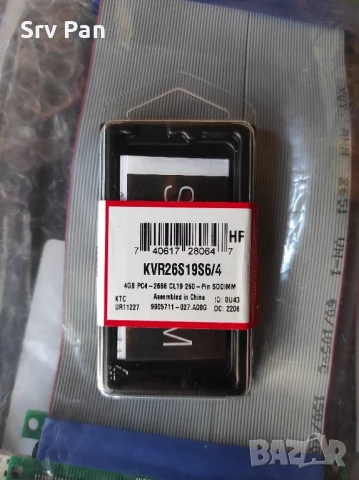 Srv Pan
HF
7 40617 28064 7
KVR26S19S6/4
4GB PC4-2666 CL19 260-Pin SODIMM
KTC Assembled in China ID: 0U43
UR11227 9905711-027.A00G DC: 2206
S M
BAZAR